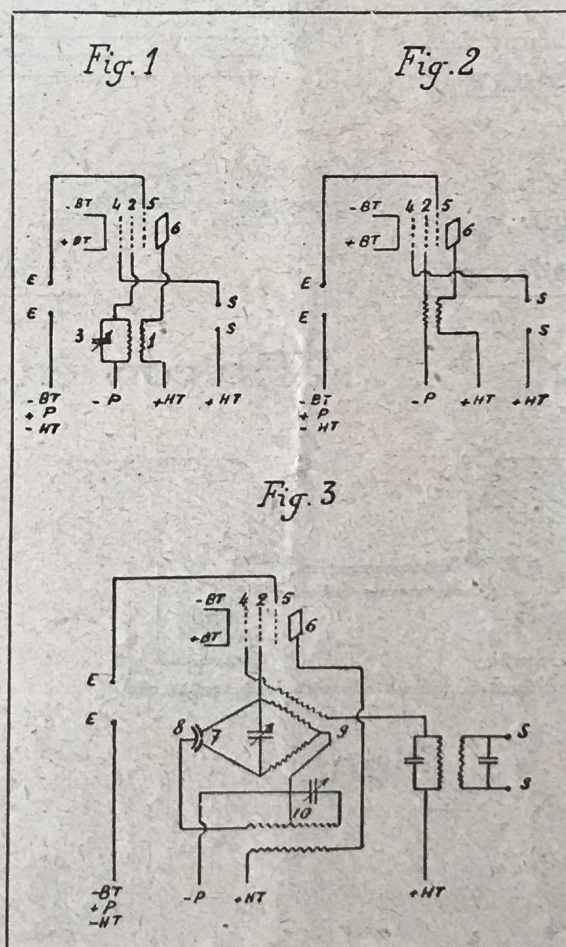 Fig. 1
Fig. 2
-BT 4 2 5
6
+BT
E
E
S
S
3
1
-BT
+ P
- HT
-P
+HT
+HT
-BT 4 2 5
6
+BT
E
E
S
S
-BT
+ P
- HT
-P
+HT
+HT
Fig. 3
-BT 4 2 5
6
+BT
E
E
8 7
9
10
S
S
-BT
+ P
-HT
-P
+HT
+HT